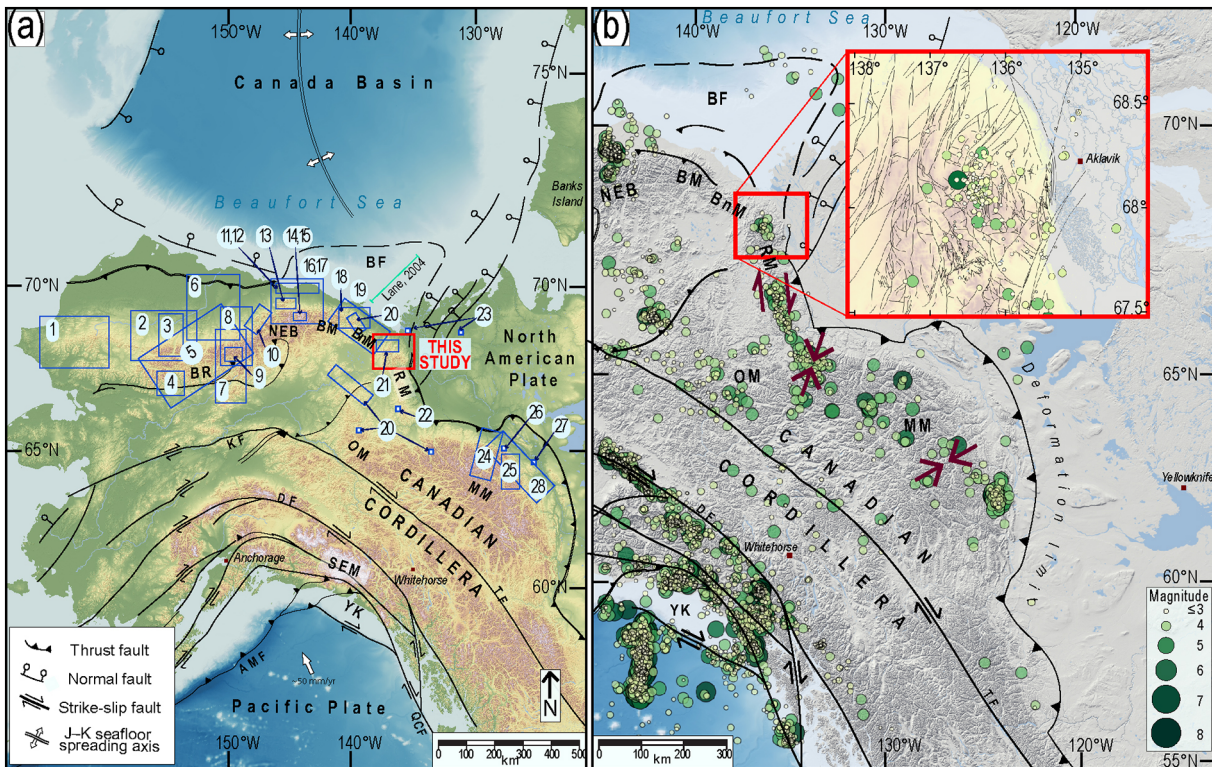 (a)
150°W
140°W
130°W
75°N
Canada Basin
Banks
Island
Beaufort Sea
11,12
13
14,15
16,17
18
19
BF
Lane, 2004
70°N
6
8
1
2
3
5
NEB
BM
BnM
20
23
THIS
STUDY
North
American
Plate
BR
4
7
9
10
21
RM
22
26
27
20
24
25
28
65°N
KF
OM
MM
CANADIAN
CORDILLERA
DF
Anchorage
SEM
Whitehorse
TF
60°N
YK
AMF
~50 mm/yr
Pacific Plate
QCF
N
Thrust fault
Normal fault
Strike-slip fault
J–K seafloor
spreading axis
150°W
140°W
0 100 200 300 400 500
km
(b)
Beaufort Sea
140°W
120°W
BF
70°N
NEB
BM
BnM
RM
138°
137°
136°
135°
68.5°
Aklavik
68°
67.5°
65°N
OM
MM
CANADIAN
CORDILLERA
Deformation limit
Yellowknife
DF
Whitehorse
60°N
YK
TF
Magnitude
≤3
4
5
6
7
8
0 100 200 300
km
130°W
120°W
55°N